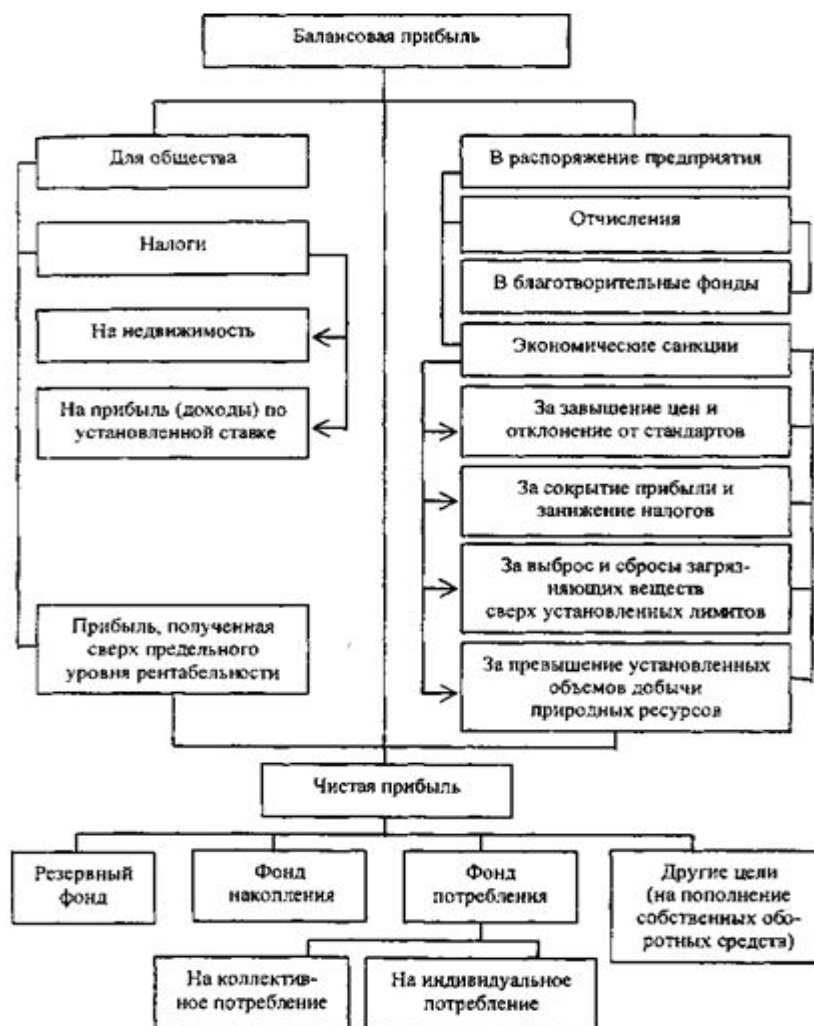 Балансовая прибыль
Для общества
Налоги
На недвижимость
На прибыль (доходы) по
установленной ставке
Прибыль, полученная
сверх предельного
уровня рентабельности
В распоряжение предприятия
Отчисления
В благотворительные фонды
Экономические санкции
За завышение цен и
отклонение от стандартов
За сокрытие прибыли и
занижение налогов
За выброс и сбросы загряз-
няющих веществ
сверх установленных лимитов
За превышение установленных
объемов добычи
природных ресурсов
Чистая прибыль
Резервный
фонд
Фонд
накопления
Фонд
потребления
Другие цели
(на пополнение
собственных обо-
ротных средств)
На коллектив-
ное потребление
На индивидуальное
потребление